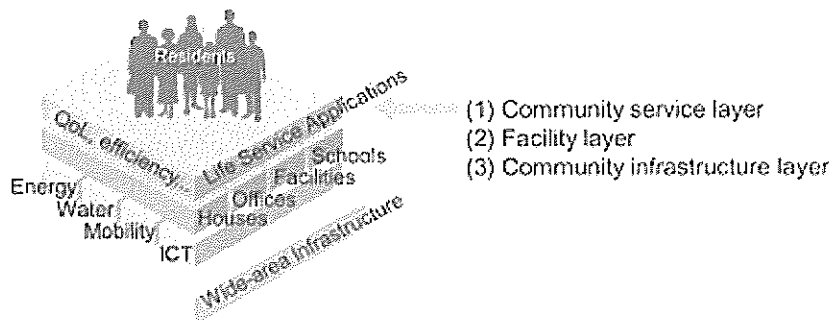 Residents
QoL, efficiency...
Life Service Applications
Schools
Facilities
Offices
Houses
Energy
Water
Mobility
ICT
Wide-area Infrastructure
(1) Community service layer
(2) Facility layer
(3) Community infrastructure layer